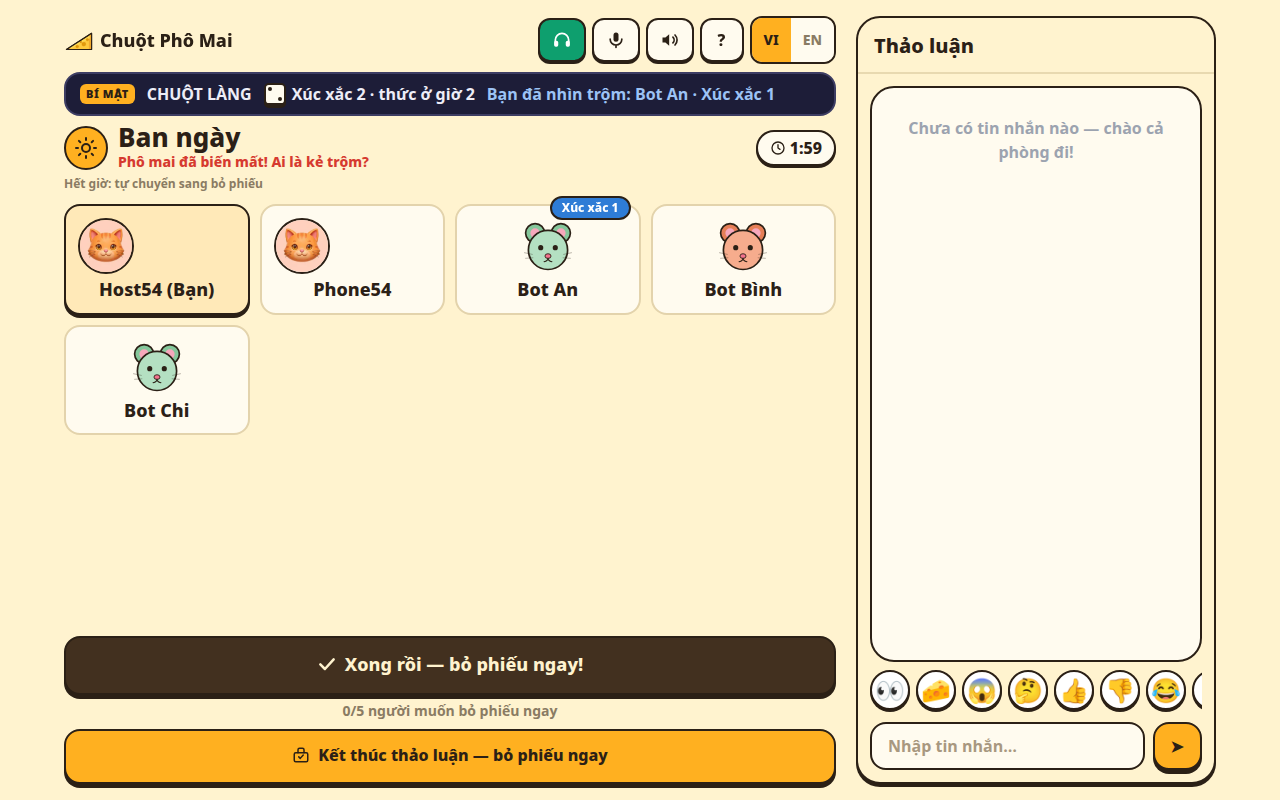 Chuột Phô Mai
?
VI
EN
BÍ MẬT
CHUỘT LÀNG
Xúc xắc 2 · thức ở giờ 2
Bạn đã nhìn trộm: Bot An · Xúc xắc 1
Ban ngày
Phô mai đã biến mất! Ai là kẻ trộm?
1:59
Hết giờ: tự chuyển sang bỏ phiếu
Xúc xắc 1
Host54 (Bạn)
Phone54
Bot An
Bot Bình
Bot Chi
Xong rồi — bỏ phiếu ngay!
0/5 người muốn bỏ phiếu ngay
Kết thúc thảo luận — bỏ phiếu ngay
Thảo luận
Chưa có tin nhắn nào — chào cả
phòng đi!
Nhập tin nhắn...